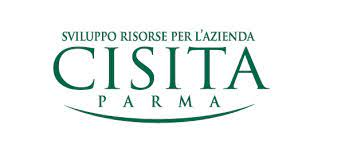 SVILUPPO RISORSE PER L'AZIENDA
CISITA
PARMA